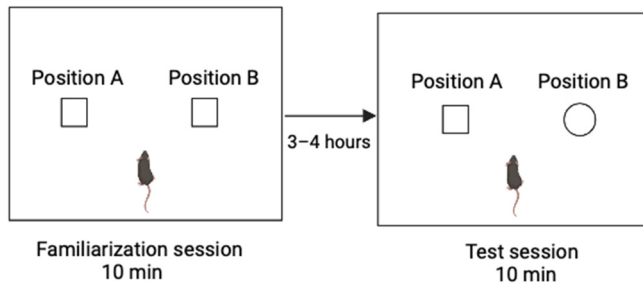 Position A
Position B
Familiarization session
10 min
3–4 hours
Position A
Position B
Test session
10 min